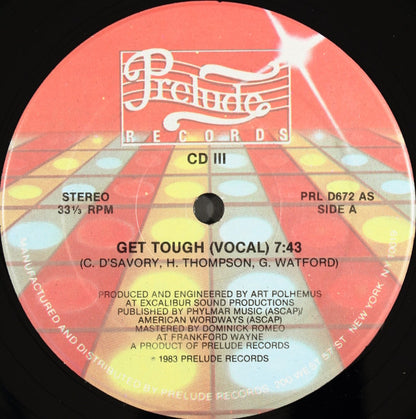 Prelude
RECORDS
CD III
STEREO
33⅓ RPM
PRL D672 AS
SIDE A
GET TOUGH (VOCAL) 7:43
(C. D'SAVORY, H. THOMPSON, G. WATFORD)
PRODUCED AND ENGINEERED BY ART POLHEMUS
AT EXCALIBUR SOUND PRODUCTIONS
PUBLISHED BY PHYLMAR MUSIC (ASCAP)/
AMERICAN WORDWAYS (ASCAP)
MASTERED BY DOMINICK ROMEO
AT FRANKFORD WAYNE
A PRODUCT OF PRELUDE RECORDS
° 1983 PRELUDE RECORDS
MANUFACTURED AND DISTRIBUTED BY PRELUDE RECORDS, 200 WEST 57 ST NEW YORK, N.Y.